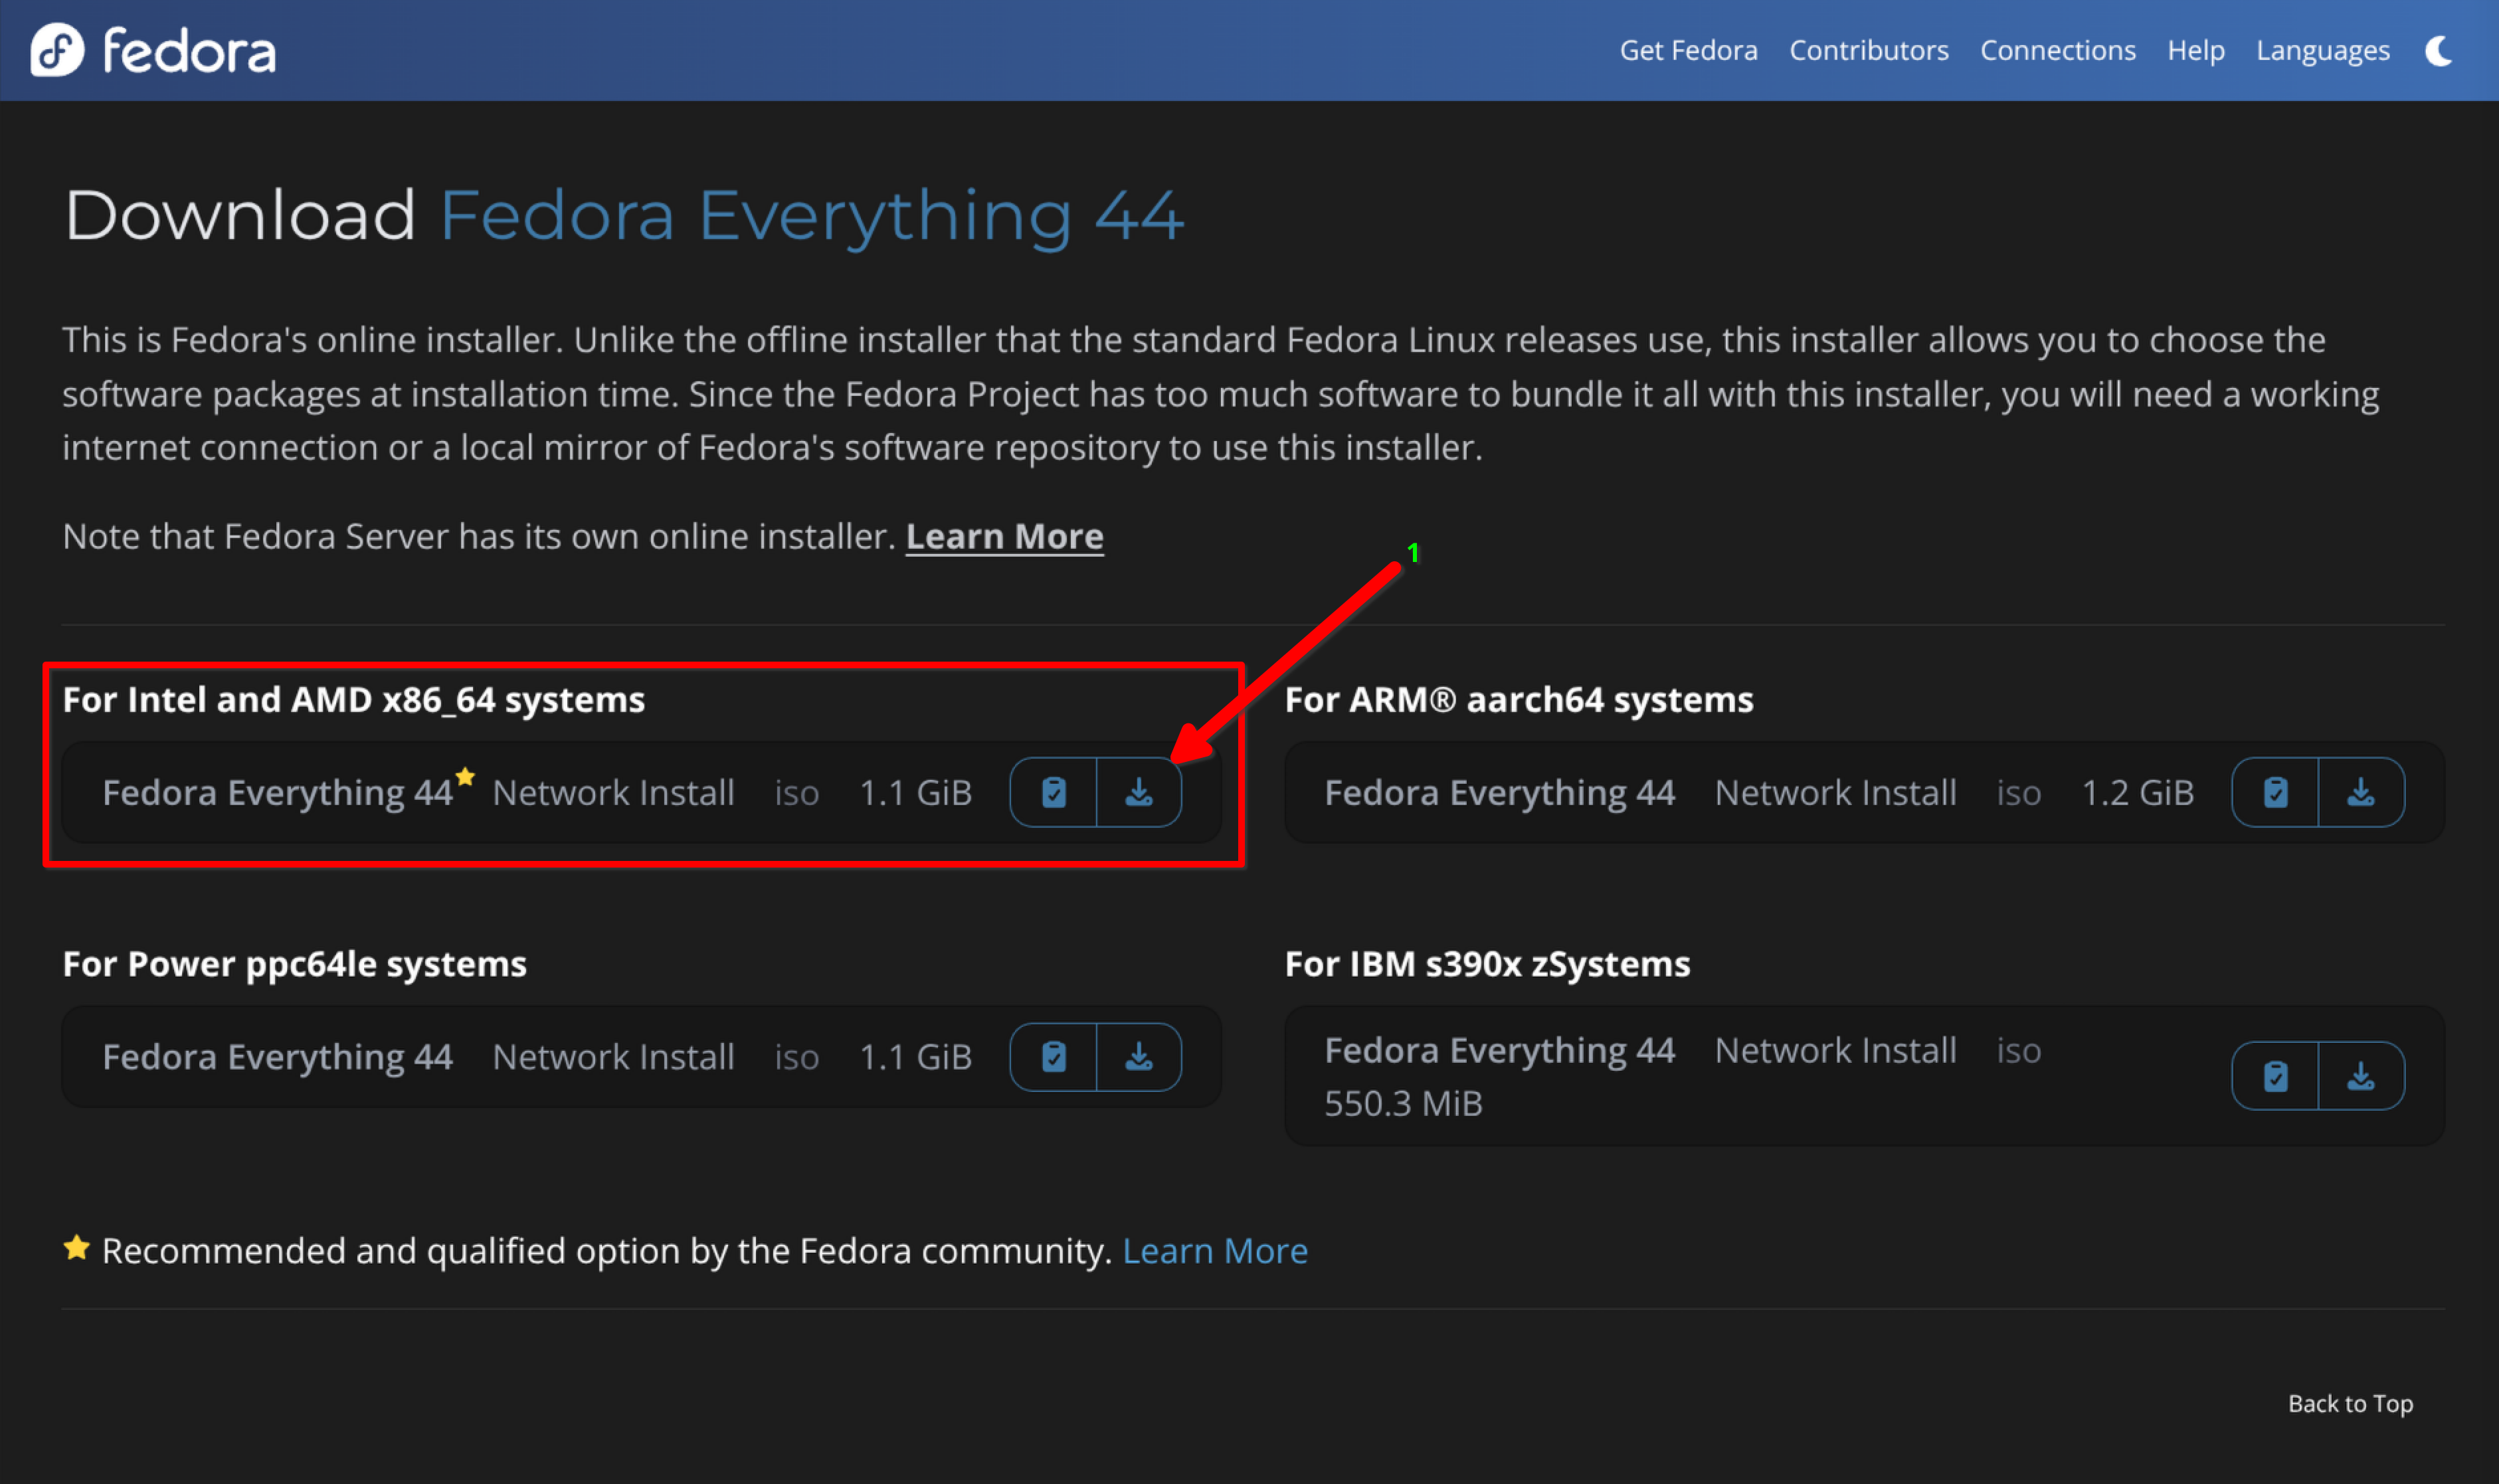 fedora
Get Fedora Contributors Connections Help Languages
Download Fedora Everything 44
This is Fedora's online installer. Unlike the offline installer that the standard Fedora Linux releases use, this installer allows you to choose the
software packages at installation time. Since the Fedora Project has too much software to bundle it all with this installer, you will need a working
internet connection or a local mirror of Fedora's software repository to use this installer.
Note that Fedora Server has its own online installer. Learn More
1
For Intel and AMD x86_64 systems
Fedora Everything 44 Network Install iso 1.1 GiB
For ARM® aarch64 systems
Fedora Everything 44 Network Install iso 1.2 GiB
For Power ppc64le systems
Fedora Everything 44 Network Install iso 1.1 GiB
For IBM s390x zSystems
Fedora Everything 44 Network Install iso
550.3 MiB
Recommended and qualified option by the Fedora community. Learn More
Back to Top